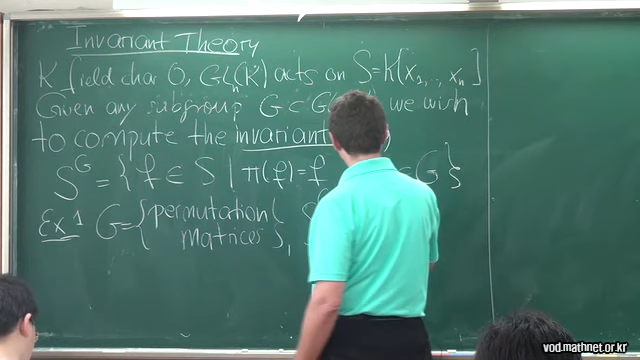 Invariant Theory
K field char 0, GLₙ(K) acts on S=K[x₁,..,xₙ]
Given any subgroup G ⊂ G we wish
to compute the invariant
S^G = { f ∈ S | π(f)=f G }
Ex 1 G={permutation matrices}, S
vod.mathnet.or.kr